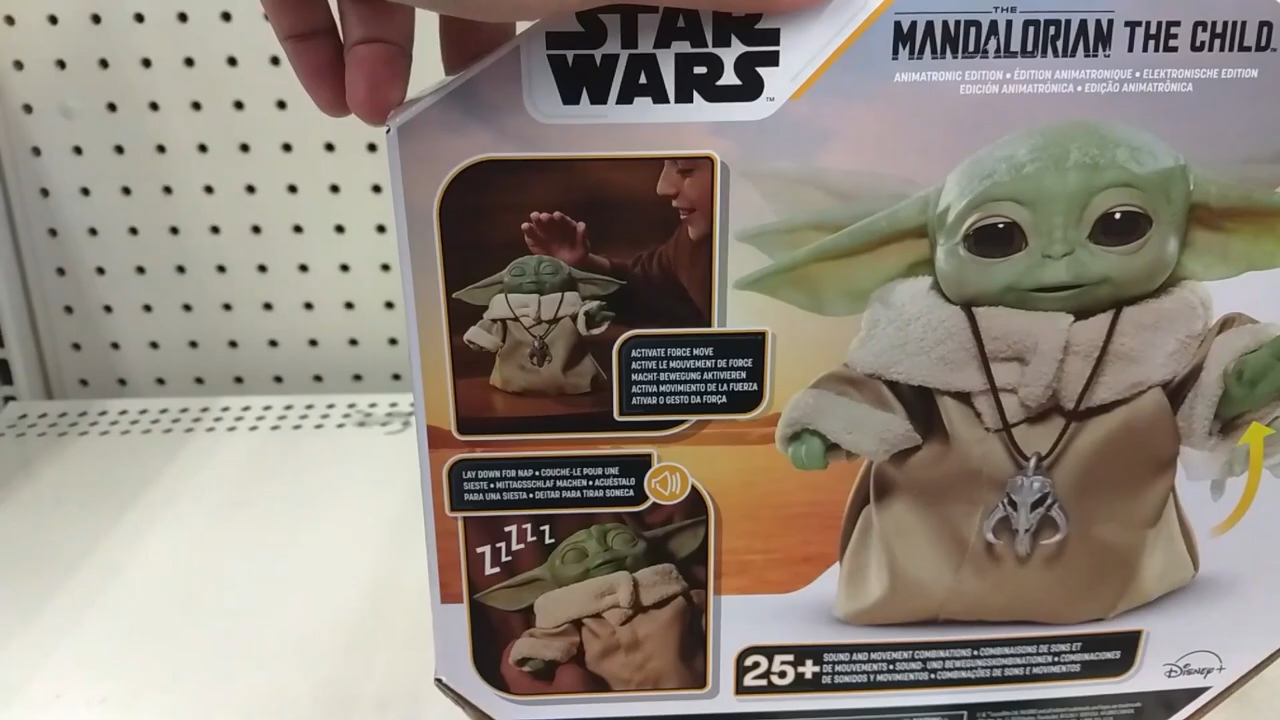 STAR
WARS
TM
THE
MANDALORIAN THE CHILD
ANIMATRONIC EDITION • ÉDITION ANIMATRONIQUE • ELEKTRONISCHE EDITION
EDICIÓN ANIMATRÓNICA • EDIÇÃO ANIMATRÔNICA
ACTIVATE FORCE MOVE
ACTIVE LE MOUVEMENT DE FORCE
MACHT-BEWEGUNG AKTIVIEREN
ACTIVA MOVIMIENTO DE LA FUERZA
ATIVAR O GESTO DA FORÇA
LAY DOWN FOR NAP • COUCHE-LE POUR UNE
SIESTE • MITTAGSSCHLAF MACHEN • ACUÉSTALO
PARA UNA SIESTA • DEITAR PARA TIRAR SONECA
ZZZZZ
25+
SOUND AND MOVEMENT COMBINATIONS • COMBINAISONS DE SONS ET
DE MOUVEMENTS • SOUND- UND BEWEGUNGSKOMBINATIONEN • COMBINACIONES
DE SONIDOS Y MOVIMIENTOS • COMBINAÇÕES DE SONS E MOVIMENTOS
Disney+